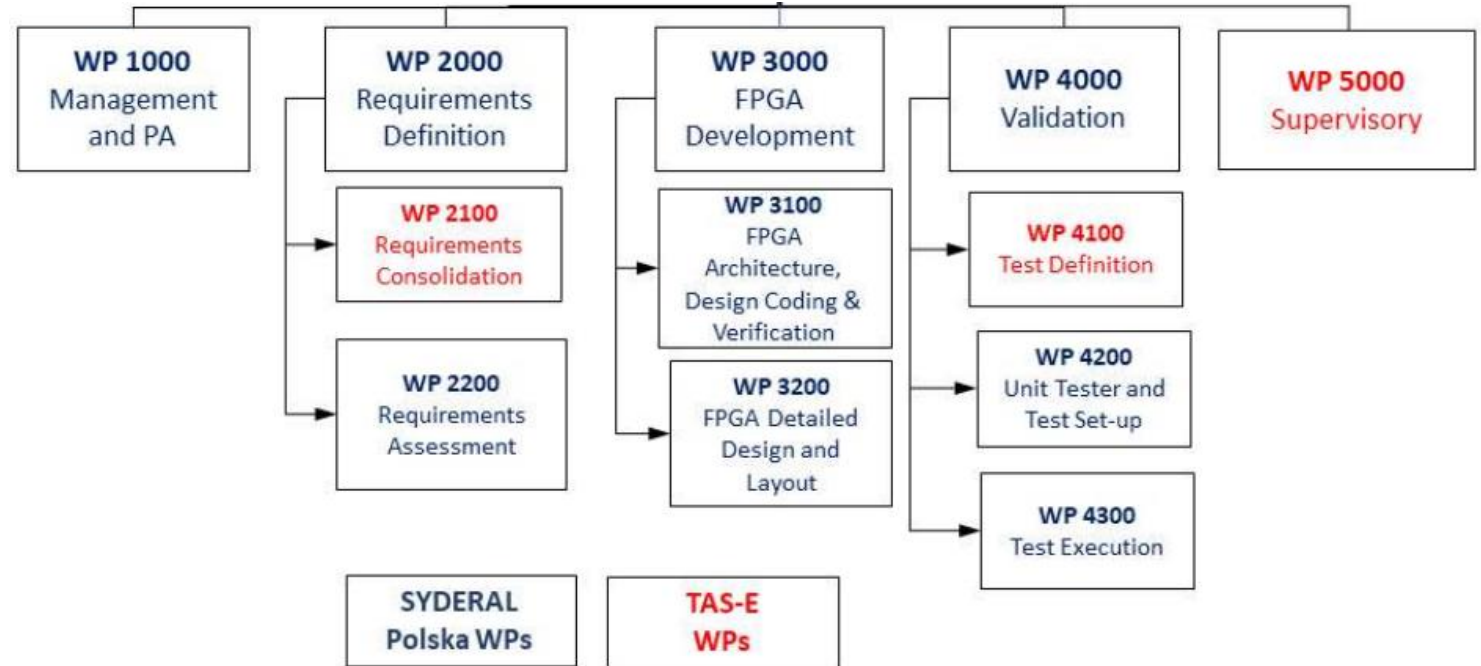 WP 1000
Management
and PA
WP 2000
Requirements
Definition
WP 3000
FPGA
Development
WP 4000
Validation
WP 5000
Supervisory
WP 2100
Requirements
Consolidation
WP 2200
Requirements
Assessment
WP 3100
FPGA
Architecture,
Design Coding &
Verification
WP 3200
FPGA Detailed
Design and
Layout
WP 4100
Test Definition
WP 4200
Unit Tester and
Test Set-up
WP 4300
Test Execution
SYDERAL
Polska WPs
TAS-E
WPs